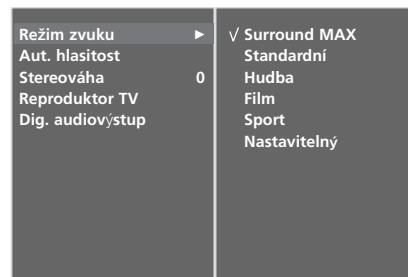 Režim zvuku ►
Aut. hlasitost
Stereováha 0
Reproduktor TV
Dig. audiovýstup
√ Surround MAX
Standardní
Hudba
Film
Sport
Nastavitelný